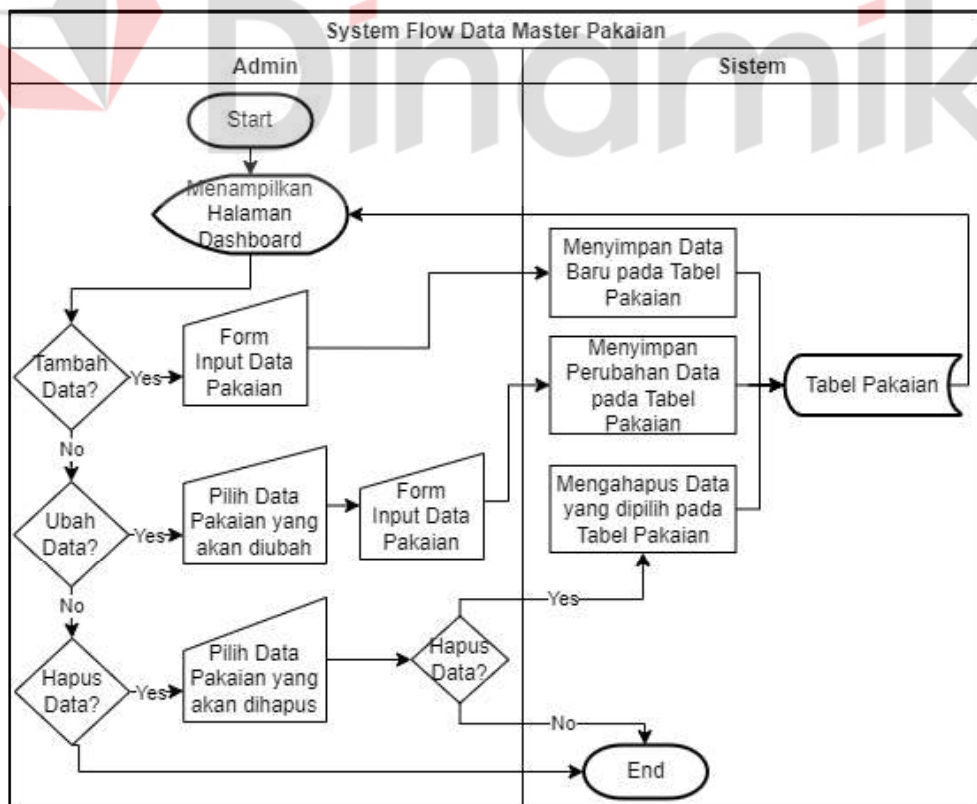 Dinamik
System Flow Data Master Pakaian
Admin
Sistem
Start
Menampilkan
Halaman
Dashboard
Menyimpan Data
Baru pada Tabel
Pakaian
Tambah
Data?
Yes
Form
Input Data
Pakaian
Menyimpan
Perubahan Data
pada Tabel
Pakaian
Tabel Pakaian
No
Ubah
Data?
Yes
Pilih Data
Pakaian yang
akan diubah
Form
Input Data
Pakaian
Mengahapus Data
yang dipilih pada
Tabel Pakaian
No
Hapus
Data?
Yes
Pilih Data
Pakaian yang
akan dihapus
Hapus
Data?
Yes
No
End